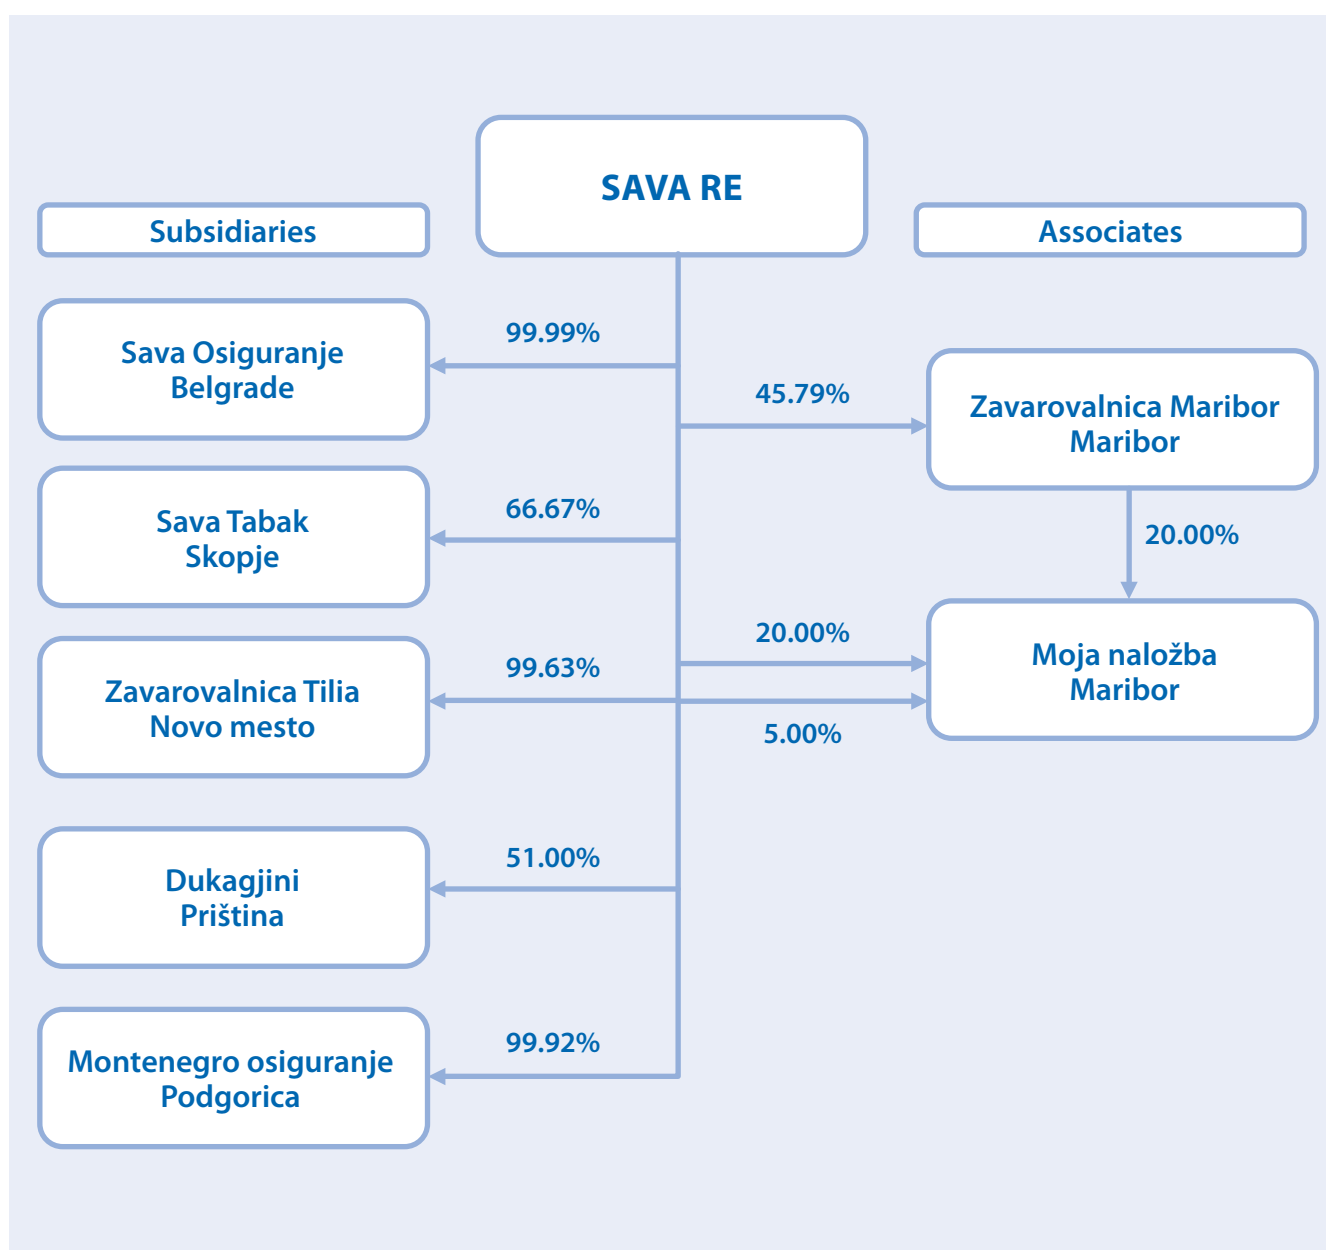 SAVA RE
Subsidiaries
Associates
99.99%
Sava Osiguranje
Belgrade
45.79%
Zavarovalnica Maribor
Maribor
66.67%
Sava Tabak
Skopje
20.00%
20.00%
Moja naložba
Maribor
99.63%
Zavarovalnica Tilia
Novo mesto
5.00%
51.00%
Dukagjini
Priština
99.92%
Montenegro osiguranje
Podgorica